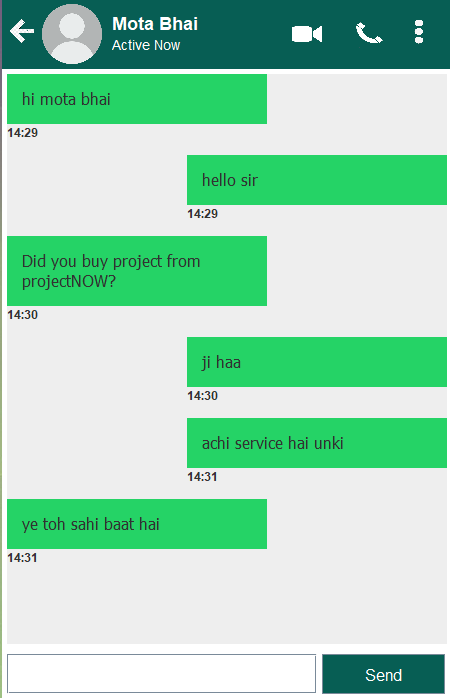 Mota Bhai
Active Now
hi mota bhai
14:29
hello sir
14:29
Did you buy project from
projectNOW?
14:30
ji haa
14:30
achi service hai unki
14:31
ye toh sahi baat hai
14:31
Send